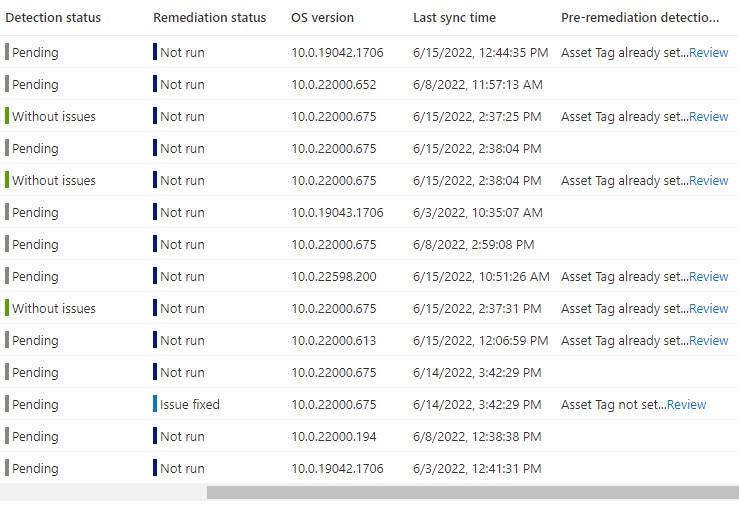 Detection status Remediation status OS version Last sync time Pre-remediation detectio...
Pending Not run 10.0.19042.1706 6/15/2022, 12:44:35 PM Asset Tag already set...Review
Pending Not run 10.0.22000.652 6/8/2022, 11:57:13 AM
Without issues Not run 10.0.22000.675 6/15/2022, 2:37:25 PM Asset Tag already set...Review
Pending Not run 10.0.22000.675 6/15/2022, 2:38:04 PM
Without issues Not run 10.0.22000.675 6/15/2022, 2:38:04 PM Asset Tag already set...Review
Pending Not run 10.0.19043.1706 6/3/2022, 10:35:07 AM
Pending Not run 10.0.22000.675 6/8/2022, 2:59:08 PM
Pending Not run 10.0.22598.200 6/15/2022, 10:51:26 AM Asset Tag already set...Review
Without issues Not run 10.0.22000.675 6/15/2022, 2:37:31 PM Asset Tag already set...Review
Pending Not run 10.0.22000.613 6/15/2022, 12:06:59 PM Asset Tag already set...Review
Pending Not run 10.0.22000.675 6/14/2022, 3:42:29 PM
Pending Issue fixed 10.0.22000.675 6/14/2022, 3:42:29 PM Asset Tag not set...Review
Pending Not run 10.0.22000.194 6/8/2022, 12:38:38 PM
Pending Not run 10.0.19042.1706 6/3/2022, 12:41:31 PM